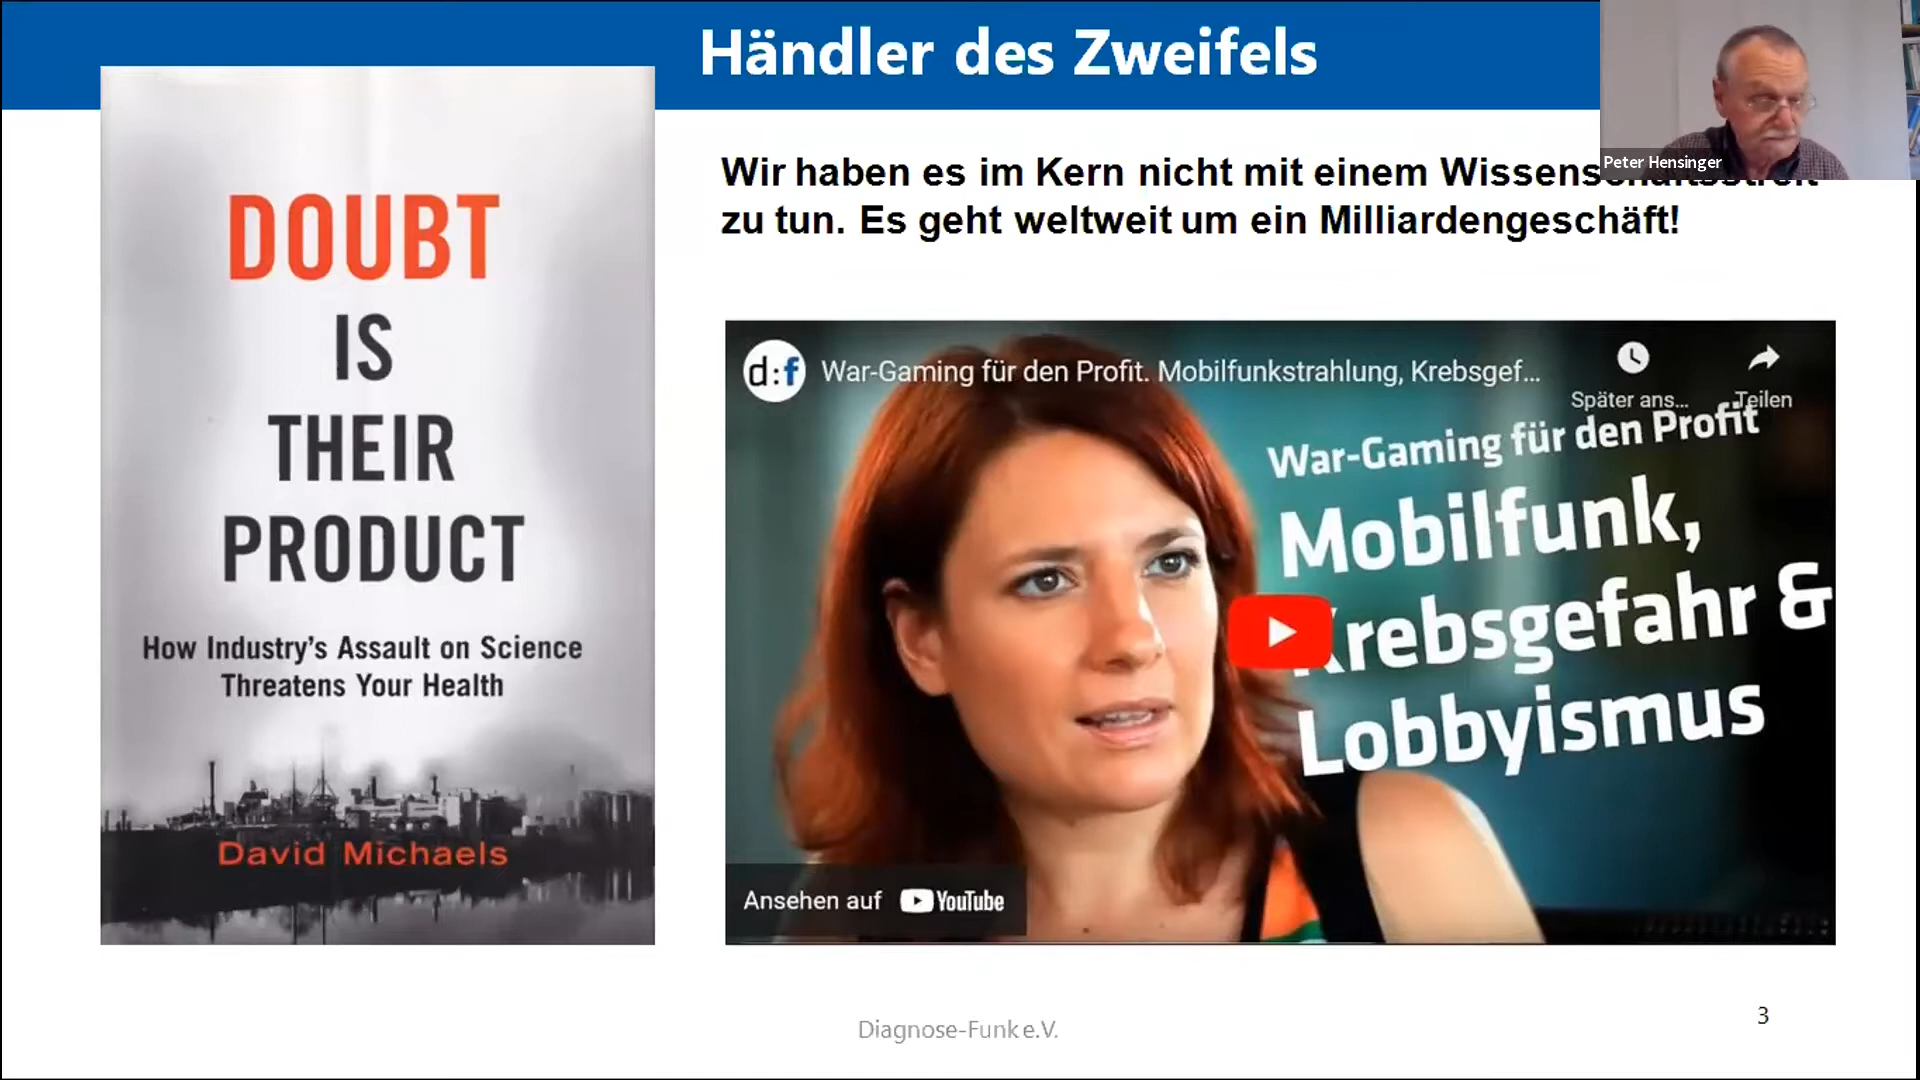 Händler des Zweifels
Peter Hensinger
Wir haben es im Kern nicht mit einem Wissenschaftsstreit
zu tun. Es geht weltweit um ein Milliardengeschäft!
DOUBT
IS
THEIR
PRODUCT
How Industry's Assault on Science
Threatens Your Health
David Michaels
d:f
War-Gaming für den Profit. Mobilfunkstrahlung, Krebsgef...
Später ans...
Teilen
War-Gaming für den Profit
Mobilfunk,
Krebsgefahr &
Lobbyismus
Ansehen auf YouTube
Diagnose-Funk e.V.
3